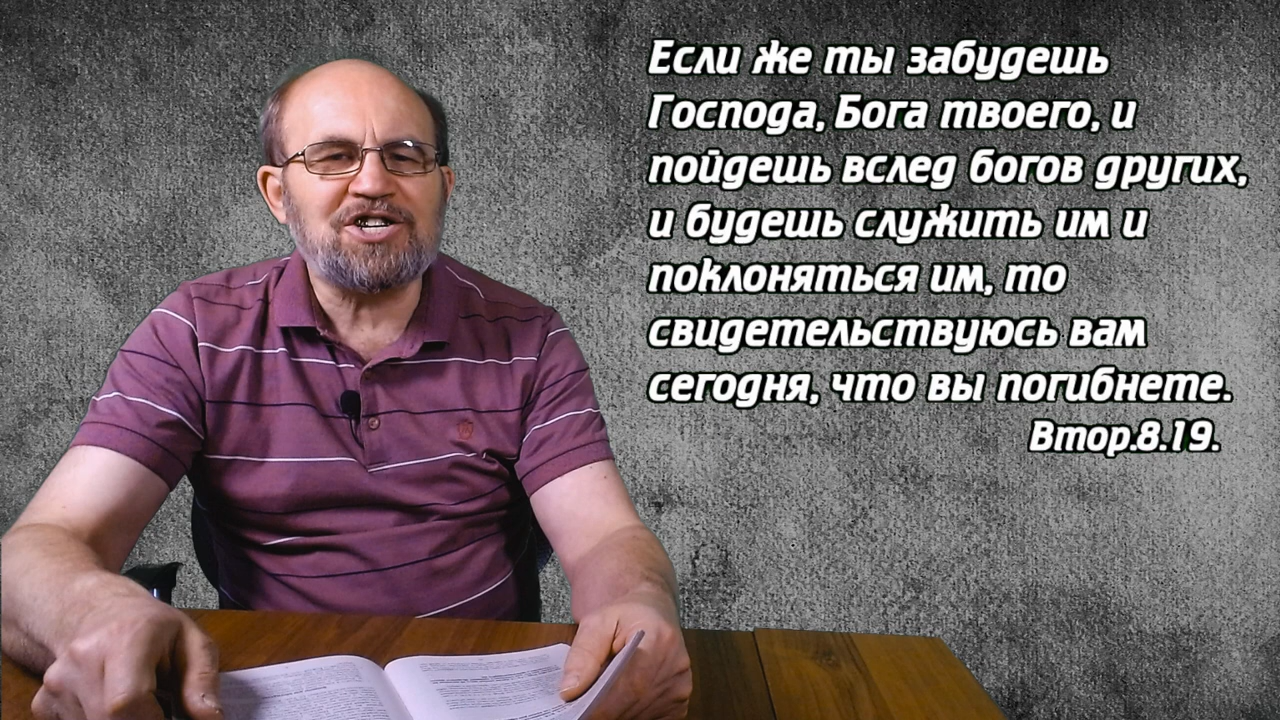 Если же ты забудешь
Господа, Бога твоего, и
пойдешь вслед богов других,
и будешь служить им и
поклоняться им, то
свидетельствуюсь вам
сегодня, что вы погибнете.
Втор.8.19.